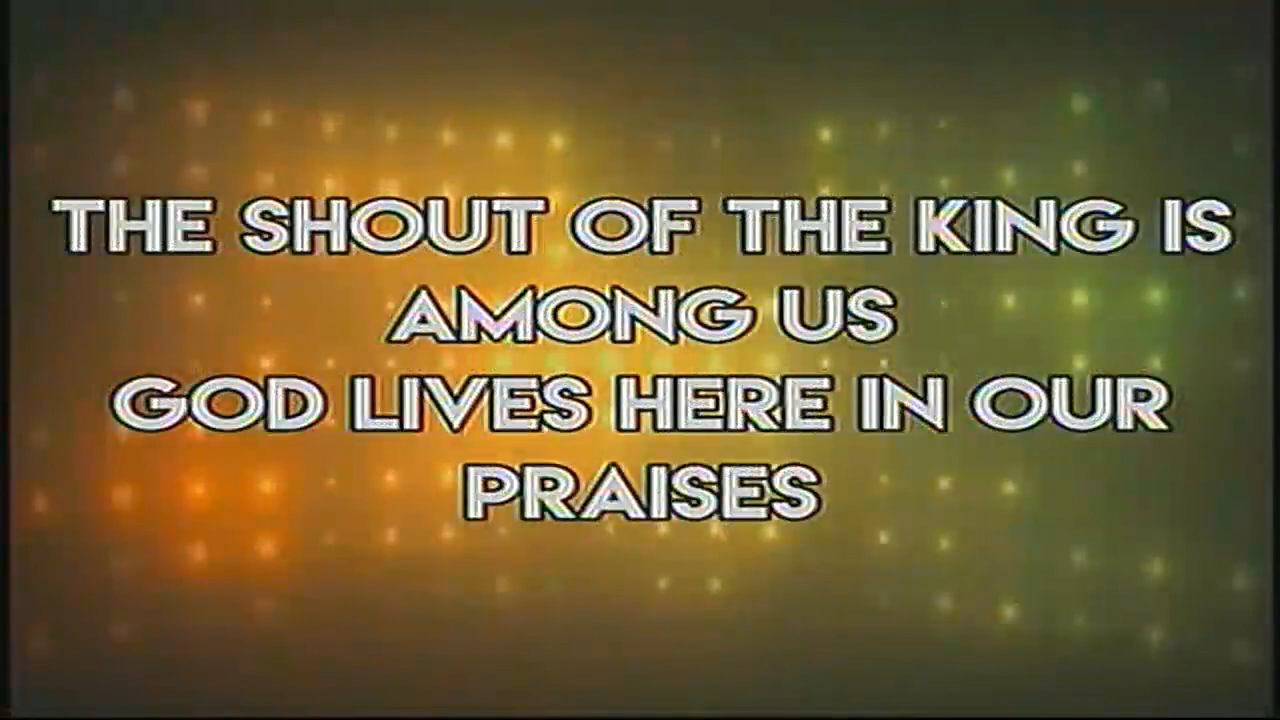 THE SHOUT OF THE KING IS
AMONG US
GOD LIVES HERE IN OUR
PRAISES